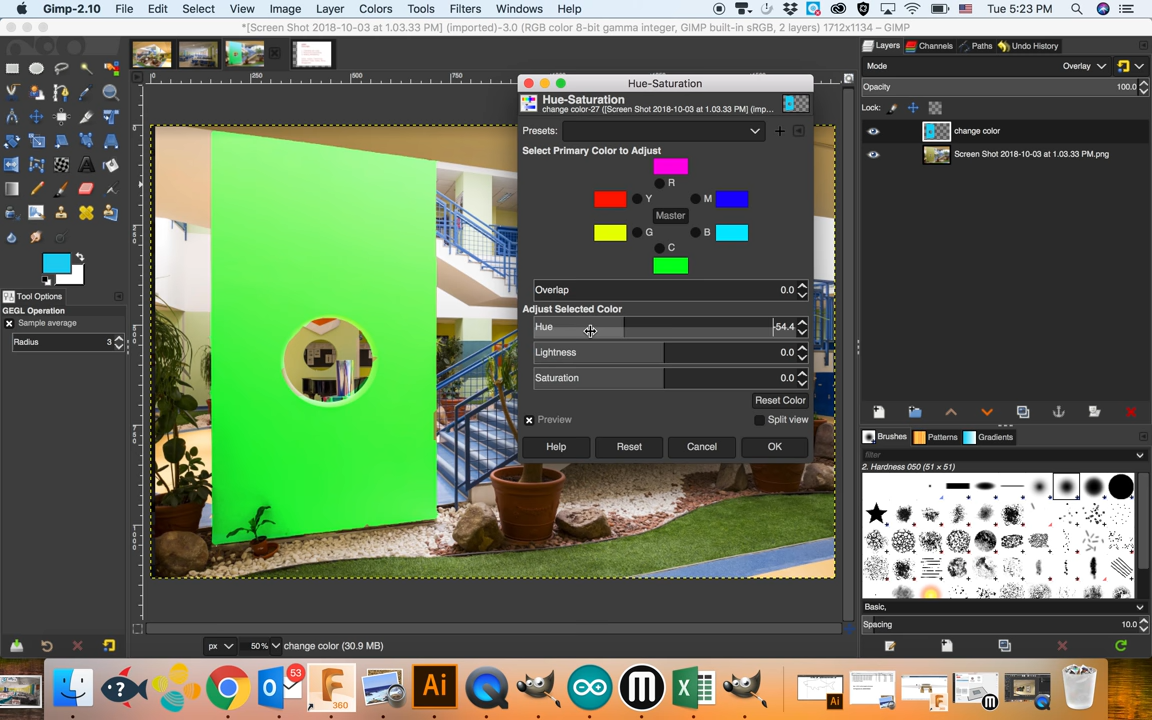 Gimp-2.10 File Edit Select View Image Layer Colors Tools Filters Windows Help Tue 5:23 PM
*[Screen Shot 2018-10-03 at 1.03.33 PM] (imported)-3.0 (RGB color 8-bit gamma integer, GIMP built-in sRGB, 2 layers) 1712x1134 – GIMP
Layers Channels Paths Undo History
Mode Overlay
Opacity 100.0
Lock:
change color
Screen Shot 2018-10-03 at 1.03.33 PM.png
0 250 500 750
Hue-Saturation
Hue-Saturation
change color-27 ([Screen Shot 2018-10-03 at 1.03.33 PM] (imp...
Presets:
Select Primary Color to Adjust
R
Y M
Master
G B
C
Overlap 0.0
Adjust Selected Color
Hue -54.4
Lightness 0.0
Saturation 0.0
Reset Color
Preview Split view
Help Reset Cancel OK
Tool Options
GEGL Operation
Sample average
Radius 3
Brushes Patterns Gradients
filter
2. Hardness 050 (51 × 51)
Basic,
Spacing 10.0
px 50% change color (30.9 MB)
? 53 F 360 Ai M X Ai